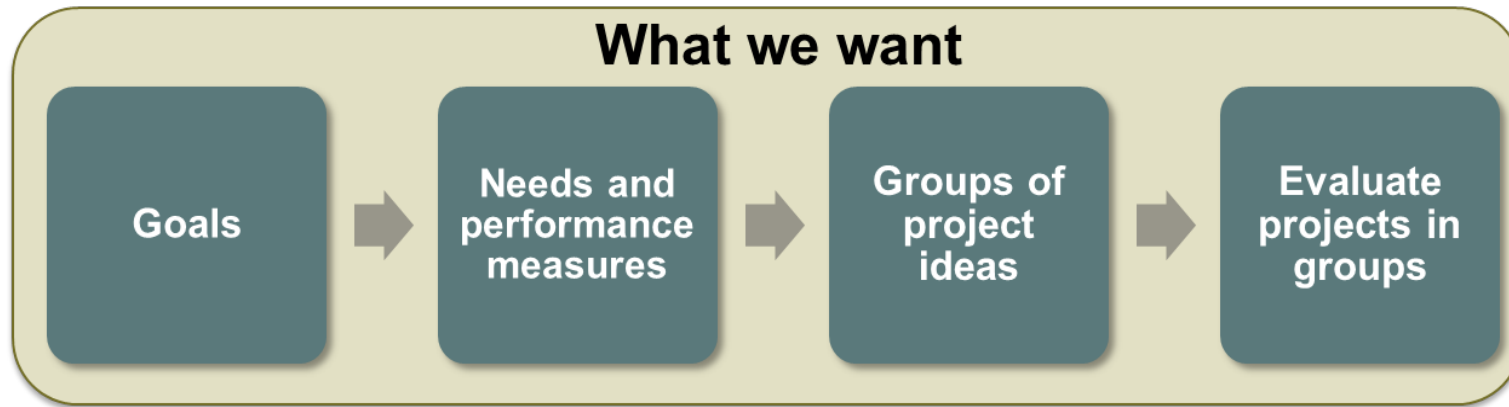 What we want
Goals
Needs and
performance
measures
Groups of
project
ideas
Evaluate
projects in
groups